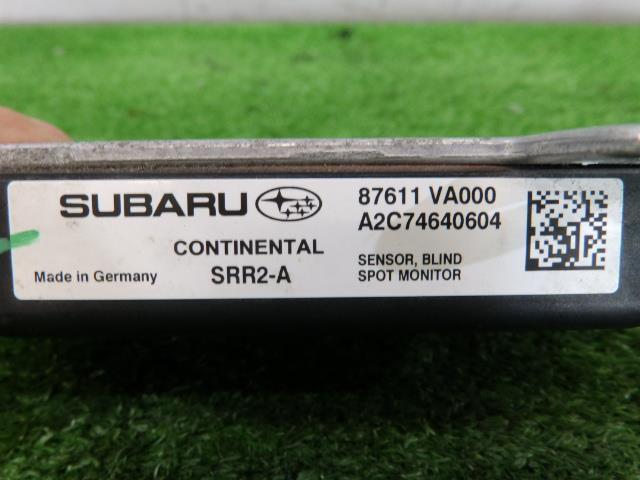 SUBARU
CONTINENTAL
Made in Germany
SRR2-A
87611 VA000
A2C74640604
SENSOR, BLIND
SPOT MONITOR